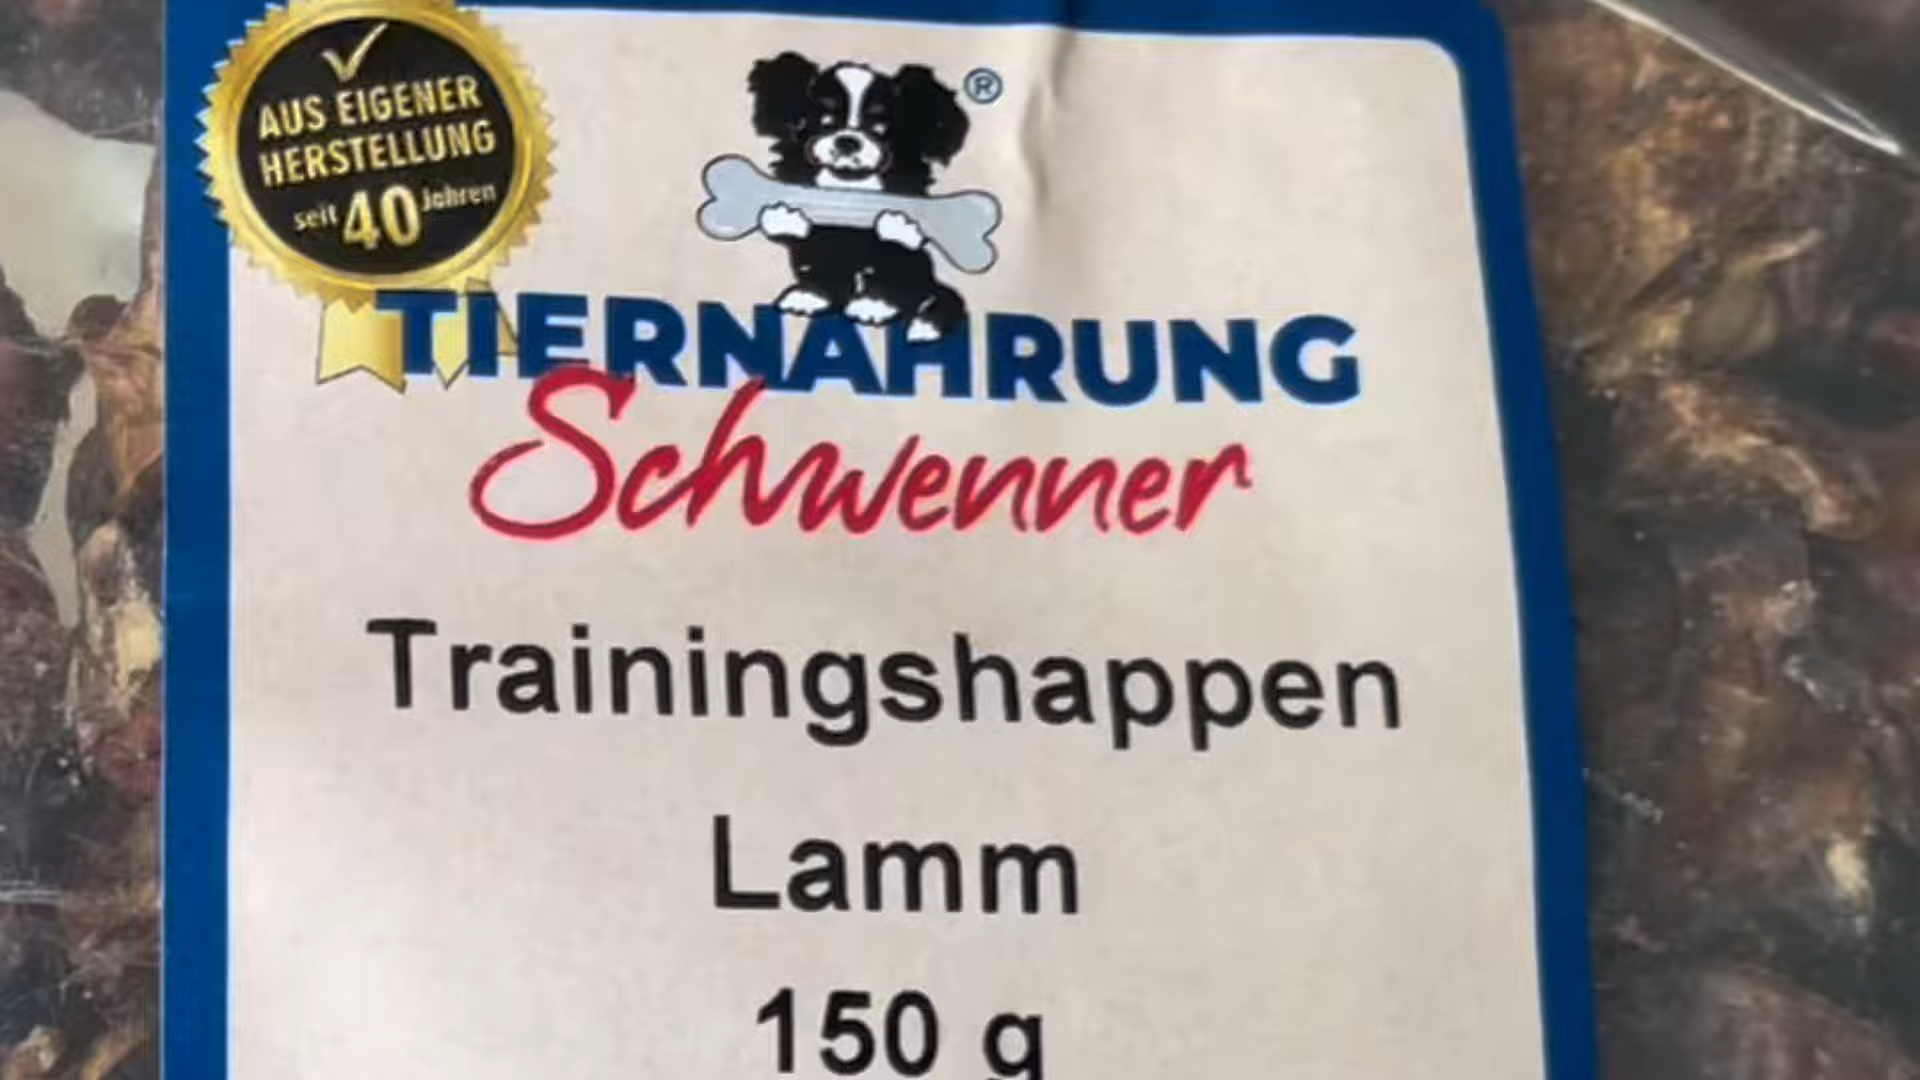 AUS EIGENER
HERSTELLUNG
seit 40 Jahren
®
TIERNAHRUNG
Schwenner
Trainingshappen
Lamm
150 g